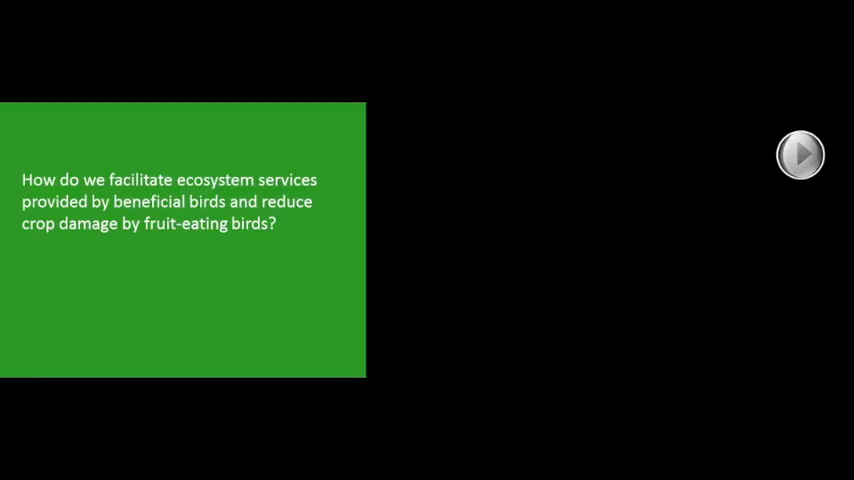 How do we facilitate ecosystem services
provided by beneficial birds and reduce
crop damage by fruit-eating birds?